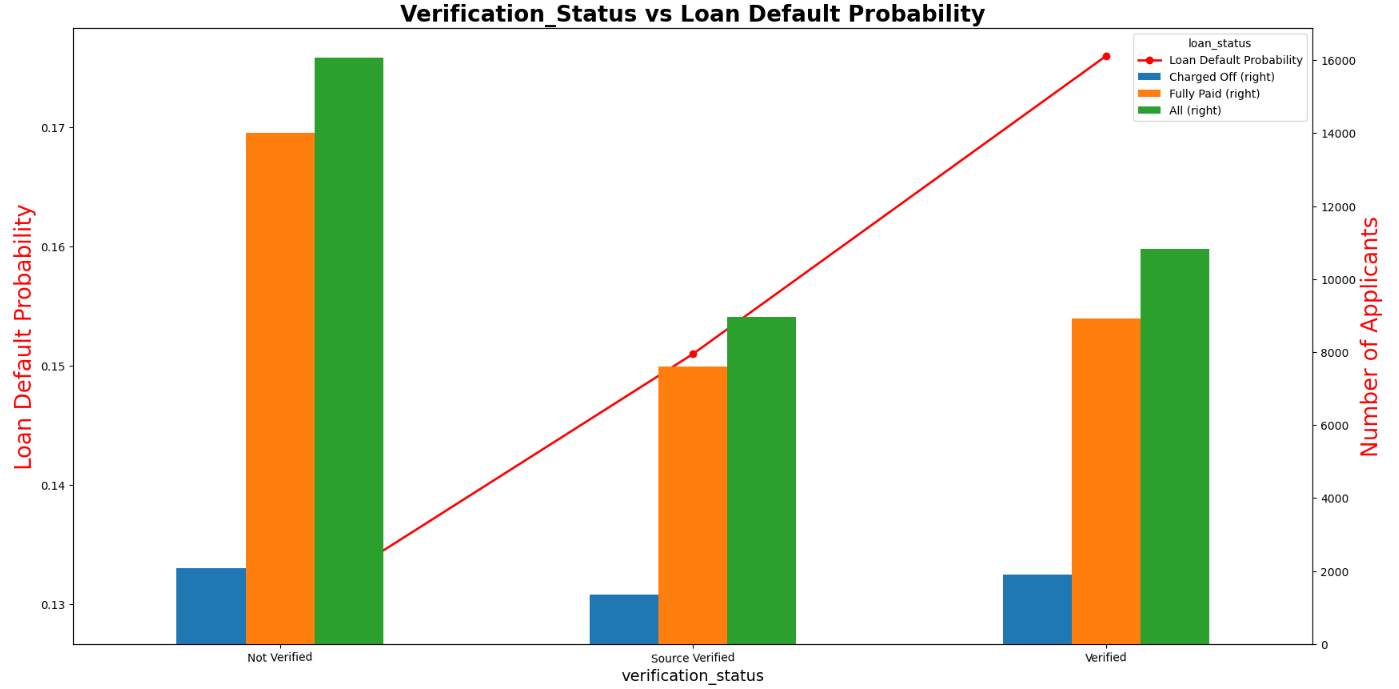 Verification_Status vs Loan Default Probability
loan_status
Loan Default Probability
Charged Off (right)
Fully Paid (right)
All (right)
Loan Default Probability
0.17
0.16
0.15
0.14
0.13
16000
14000
12000
10000
8000
6000
4000
2000
0
Number of Applicants
Not Verified
Source Verified
Verified
verification_status